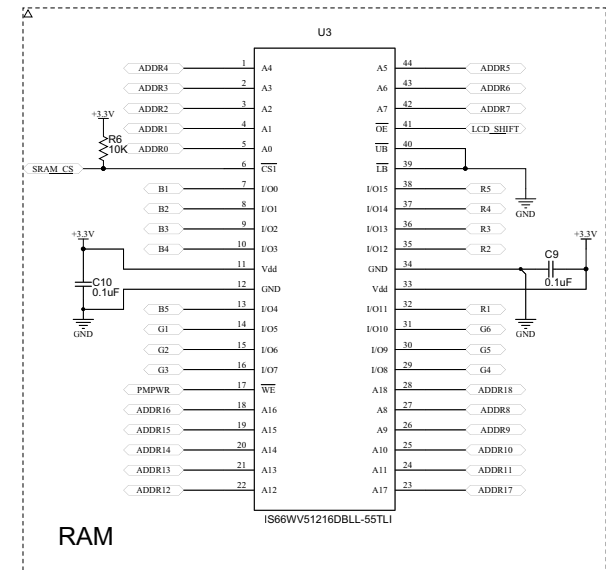 U3
ADDR4 1 A4 A5 44 ADDR5
ADDR3 2 A3 A6 43 ADDR6
ADDR2 3 A2 A7 42 ADDR7
+3.3V
ADDR1 4 A1 OE 41 LCD_SHIFT
R6
10K
ADDR0 5 A0 UB 40
SRAM_CS 6 CS1 LB 39
B1 7 I/O0 I/O15 38 R5
B2 8 I/O1 I/O14 37 R4
GND
B3 9 I/O2 I/O13 36 R3
+3.3V
+3.3V
B4 10 I/O3 I/O12 35 R2
11 Vdd GND 34
C9
0.1uF
C10
0.1uF
12 GND Vdd 33
B5 13 I/O4 I/O11 32 R1
GND
GND
G1 14 I/O5 I/O10 31 G6
G2 15 I/O6 I/O9 30 G5
G3 16 I/O7 I/O8 29 G4
PMPWR 17 WE A18 28 ADDR18
ADDR16 18 A16 A8 27 ADDR8
ADDR15 19 A15 A9 26 ADDR9
ADDR14 20 A14 A10 25 ADDR10
ADDR13 21 A13 A11 24 ADDR11
ADDR12 22 A12 A17 23 ADDR17
IS66WV51216DBLL-55TLI
RAM